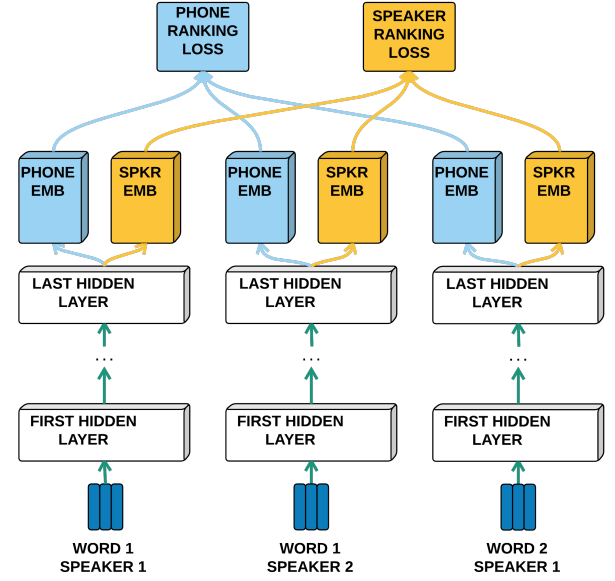 PHONE
RANKING
LOSS
SPEAKER
RANKING
LOSS
PHONE
EMB
SPKR
EMB
PHONE
EMB
SPKR
EMB
PHONE
EMB
SPKR
EMB
LAST HIDDEN
LAYER
LAST HIDDEN
LAYER
LAST HIDDEN
LAYER
...
...
...
FIRST HIDDEN
LAYER
FIRST HIDDEN
LAYER
FIRST HIDDEN
LAYER
WORD 1
SPEAKER 1
WORD 1
SPEAKER 2
WORD 2
SPEAKER 1